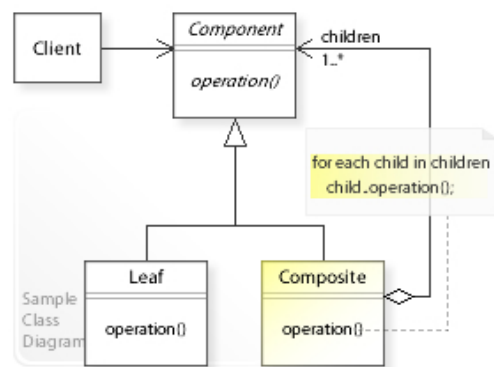 Client
Component
operation()
children
1..*
for each child in children
child.operation();
Leaf
operation()
Composite
operation()
Sample
Class
Diagram